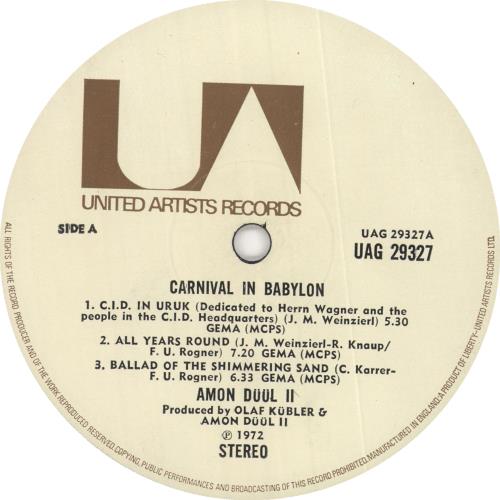 UA
UNITED ARTISTS RECORDS
SIDE A
UAG 29327A
UAG 29327
CARNIVAL IN BABYLON
1. C.I.D. IN URUK (Dedicated to Herrn Wagner and the
people in the C.I.D. Headquarters) (J. M. Weinzierl) 5.30
GEMA (MCPS)
2. ALL YEARS ROUND (J. M. Weinzierl-R. Knaup/
F. U. Rogner) 7.20 GEMA (MCPS)
3. BALLAD OF THE SHIMMERING SAND (C. Karrer-
F. U. Rogner) 6.33 GEMA (MCPS)
AMON DÜÜL II
Produced by OLAF KÜBLER &
AMON DÜÜL II
℗ 1972
STEREO
ALL RIGHTS OF THE RECORD PRODUCER AND OF THE OWNER OF THE WORK REPRODUCED RESERVED, COPYING, PUBLIC PERFORMANCES AND BROADCASTING OF THIS RECORD PROHIBITED, MANUFACTURED IN ENGLAND, A PRODUCT OF LIBERTY-UNITED ARTISTS RECORDS LTD.